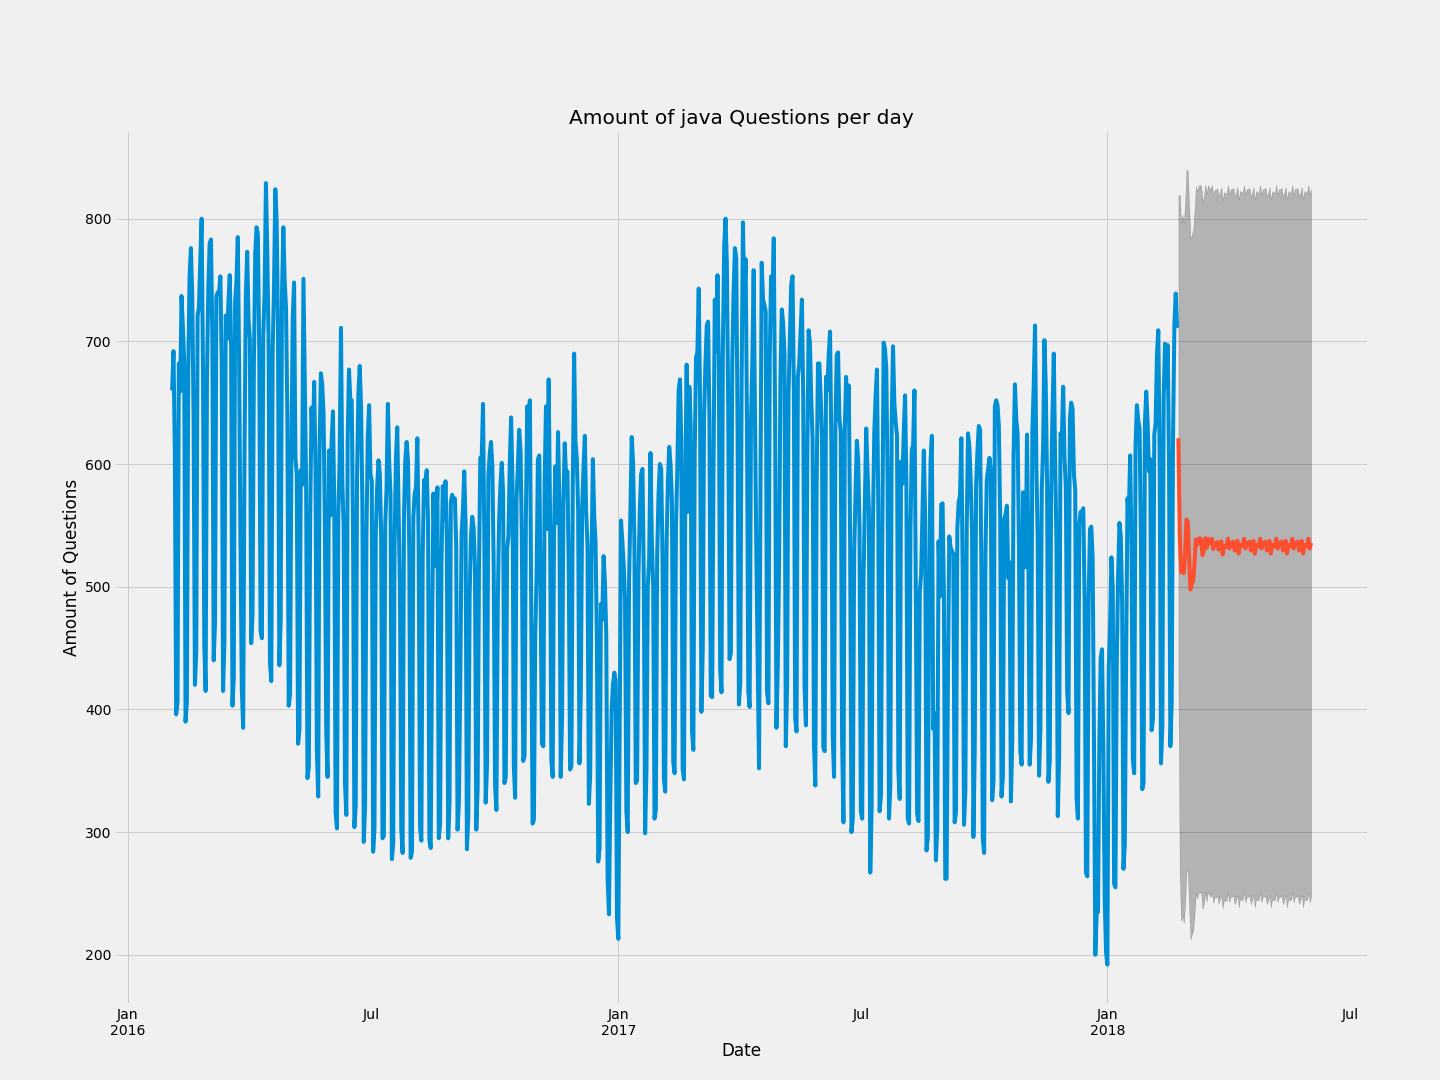 Amount of java Questions per day
Amount of Questions
800
700
600
500
400
300
200
Jan
2016
Jul
Jan
2017
Jul
Jan
2018
Jul
Date